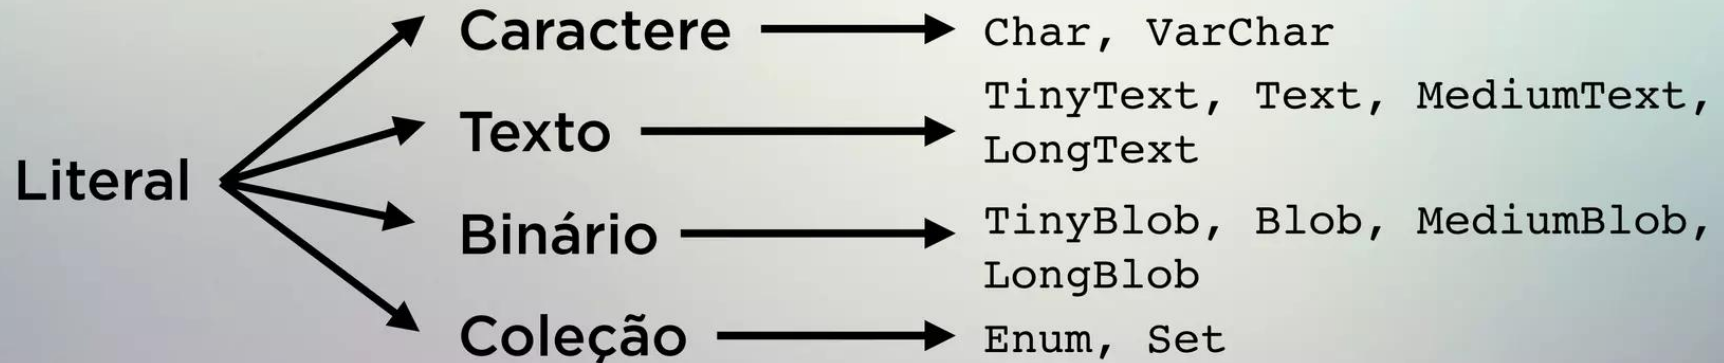 Literal
Caractere
Char, VarChar
Texto
TinyText, Text, MediumText,
LongText
Binário
TinyBlob, Blob, MediumBlob,
LongBlob
Coleção
Enum, Set